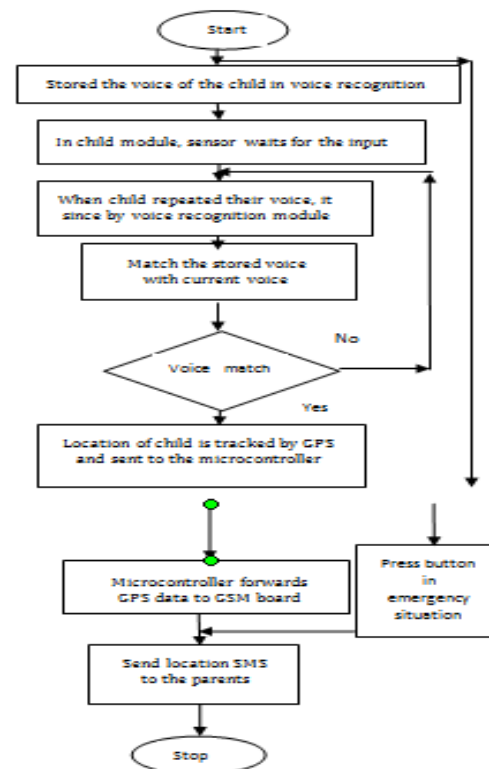 Start
Stored the voice of the child in voice recognition
In child module, sensor waits for the input
When child repeated their voice, it
since by voice recognition module
Match the stored voice
with current voice
No
Voice match
Yes
Location of child is tracked by GPS
and sent to the microcontroller
Press button
in
emergency
situation
Microcontroller forwards
GPS data to GSM board
Send location SMS
to the parents
Stop